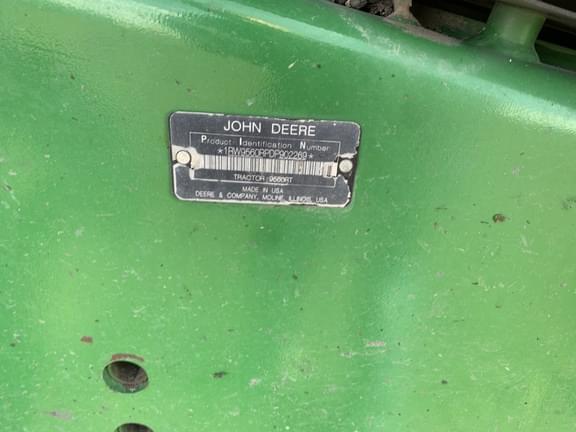 JOHN DEERE
Product Identification Number
*1RW9560RPDP902269*
TRACTOR 9560RT
MADE IN USA
DEERE & COMPANY, MOLINE, ILLINOIS, USA